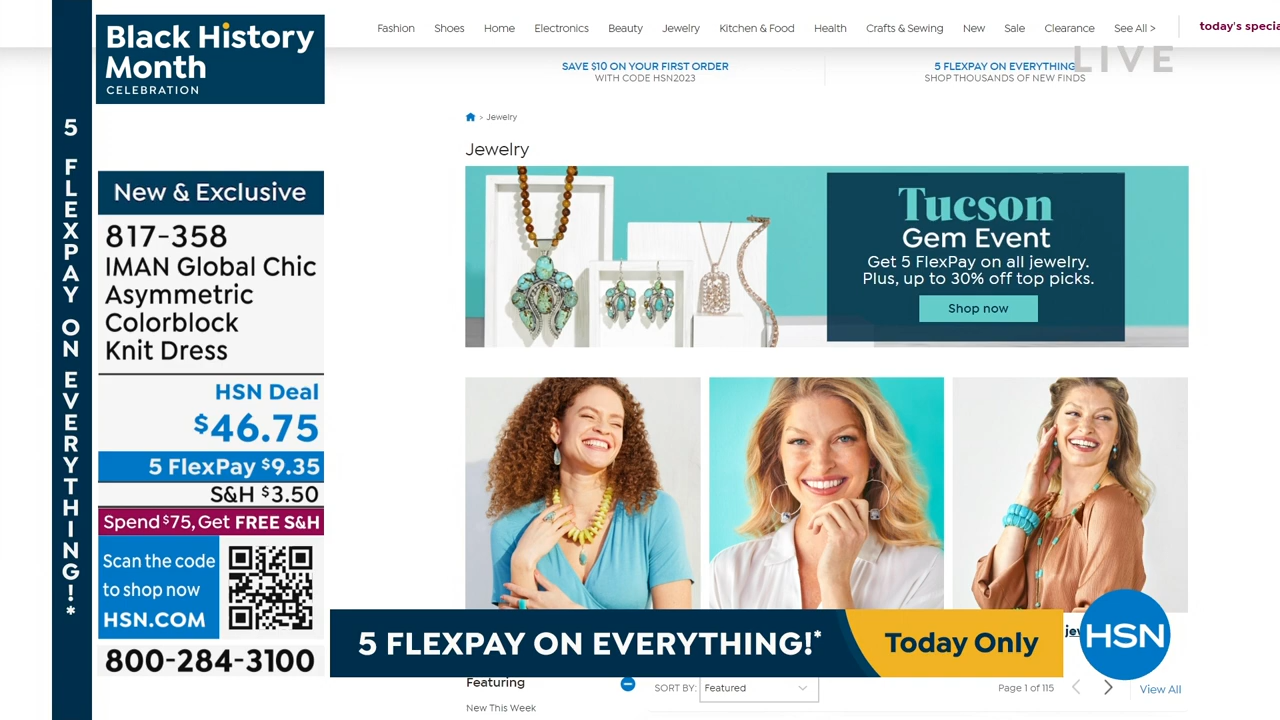 Black History
Month
CELEBRATION
5 FLEXPAY ON EVERYTHING!*
New & Exclusive
817-358
IMAN Global Chic
Asymmetric
Colorblock
Knit Dress
HSN Deal
$46.75
5 FlexPay $9.35
S&H $3.50
Spend $75, Get FREE S&H
Scan the code
to shop now
HSN.COM
800-284-3100
Fashion Shoes Home Electronics Beauty Jewelry Kitchen & Food Health Crafts & Sewing New Sale Clearance See All > today's specia
LIVE
SAVE $10 ON YOUR FIRST ORDER
WITH CODE HSN2023
5 FLEXPAY ON EVERYTHING
SHOP THOUSANDS OF NEW FINDS
> Jewelry
Jewelry
Tucson
Gem Event
Get 5 FlexPay on all jewelry.
Plus, up to 30% off top picks.
Shop now
5 FLEXPAY ON EVERYTHING!*
Today Only
HSN
Featuring
New This Week
SORT BY: Featured
Page 1 of 115
View All